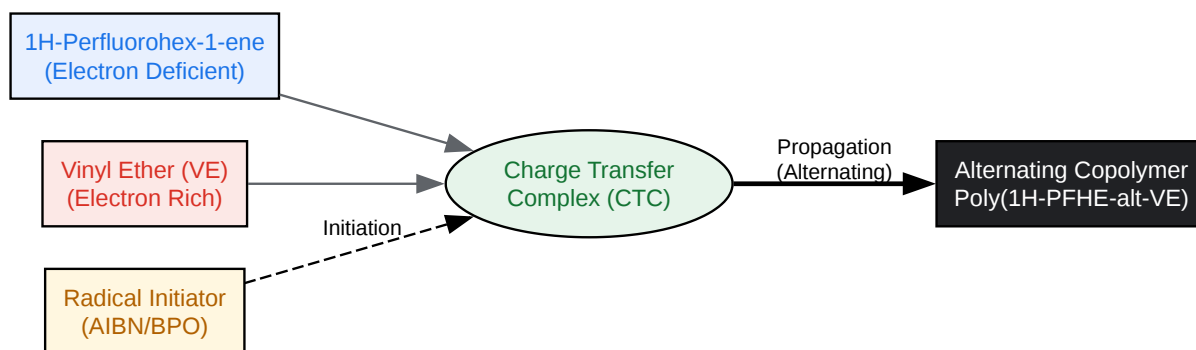 1H-Perfluorohex-1-ene
(Electron Deficient)
Vinyl Ether (VE)
(Electron Rich)
Radical Initiator
(AIBN/BPO)
Initiation
Charge Transfer
Complex (CTC)
Propagation
(Alternating)
Alternating Copolymer
Poly(1H-PFHE-alt-VE)